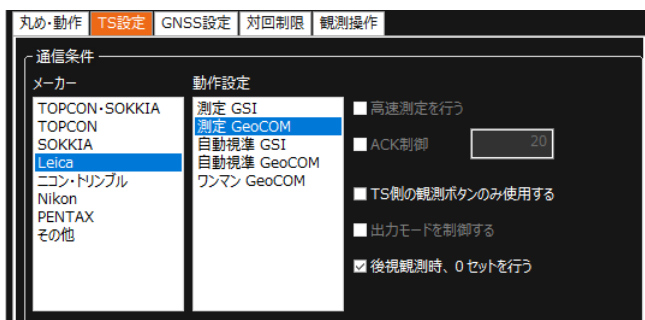 丸め・動作 TS設定 GNSS設定 対回制限 観測操作
通信条件
メーカー 動作設定
TOPCON・SOKKIA
TOPCON
SOKKIA
Leica
ニコン・トリンブル
Nikon
PENTAX
その他
測定 GSI
測定 GeoCOM
自動視準 GSI
自動視準 GeoCOM
ワンマン GeoCOM
高速測定を行う
ACK制御 20
TS側の観測ボタンのみ使用する
出力モードを制御する
後視観測時、0セットを行う